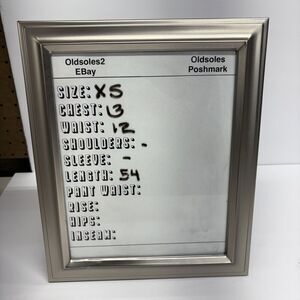 Oldsoles2 Oldsoles
EBay Poshmark
SIZE: XS
CHEST: 13
WAIST: 12
SHOULDERS: -
SLEEVE: -
LENGTH: 54
PANT WAIST:
RISE:
HIPS:
INSEAM: